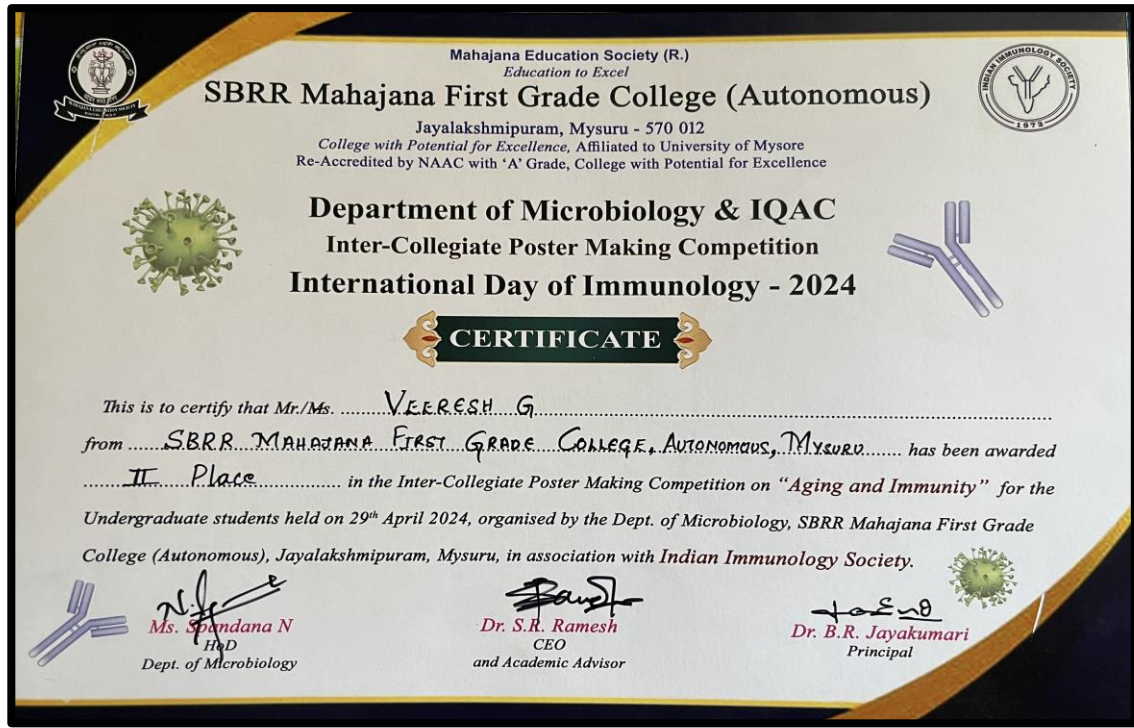 Mahajana Education Society (R.)
Education to Excel
SBRR Mahajana First Grade College (Autonomous)
Jayalakshmipuram, Mysuru - 570 012
College with Potential for Excellence, Affiliated to University of Mysore
Re-Accredited by NAAC with ‘A’ Grade, College with Potential for Excellence
INDIAN IMMUNOLOGY SOCIETY
1972
Department of Microbiology & IQAC
Inter-Collegiate Poster Making Competition
International Day of Immunology - 2024
CERTIFICATE
This is to certify that Mr./Ms. VEERESH G
from SBRR MAHAJANA FIRST GRADE COLLEGE, AUTONOMOUS, MYSURU has been awarded
II Place in the Inter-Collegiate Poster Making Competition on “Aging and Immunity” for the
Undergraduate students held on 29th April 2024, organised by the Dept. of Microbiology, SBRR Mahajana First Grade
College (Autonomous), Jayalakshmipuram, Mysuru, in association with Indian Immunology Society.
Ms. Spandana N
HoD
Dept. of Microbiology
Dr. S.R. Ramesh
CEO
and Academic Advisor
Dr. B.R. Jayakumari
Principal